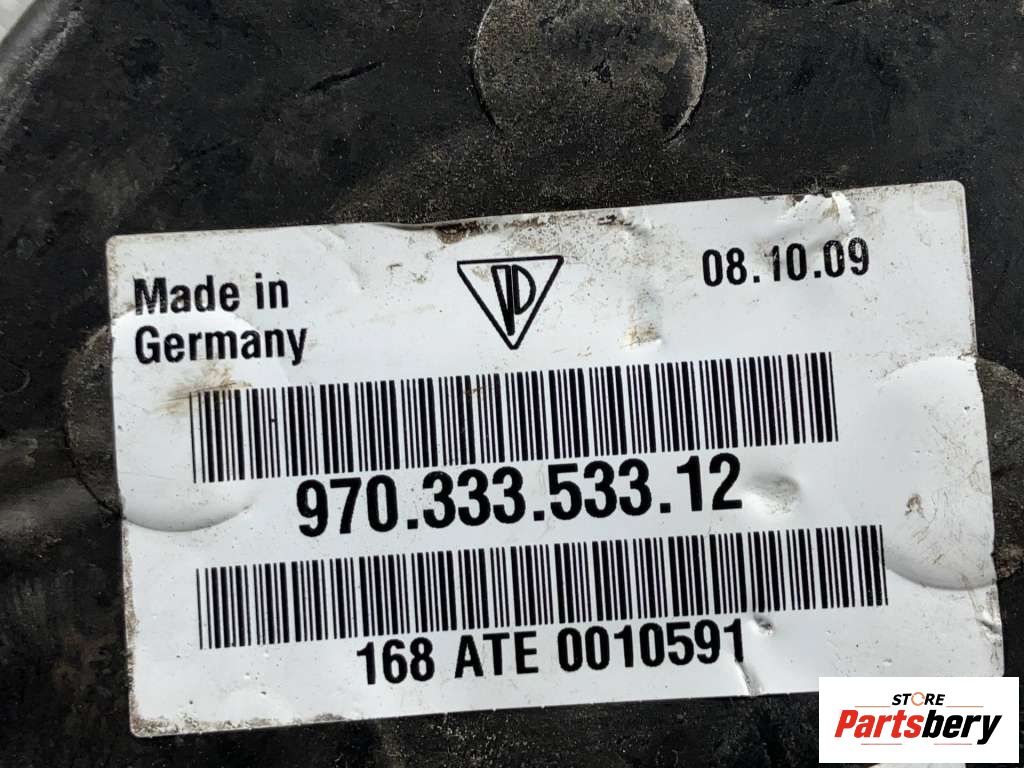 Made in
Germany
08.10.09
970.333.533.12
168 ATE 0010591
STORE
Partsbery